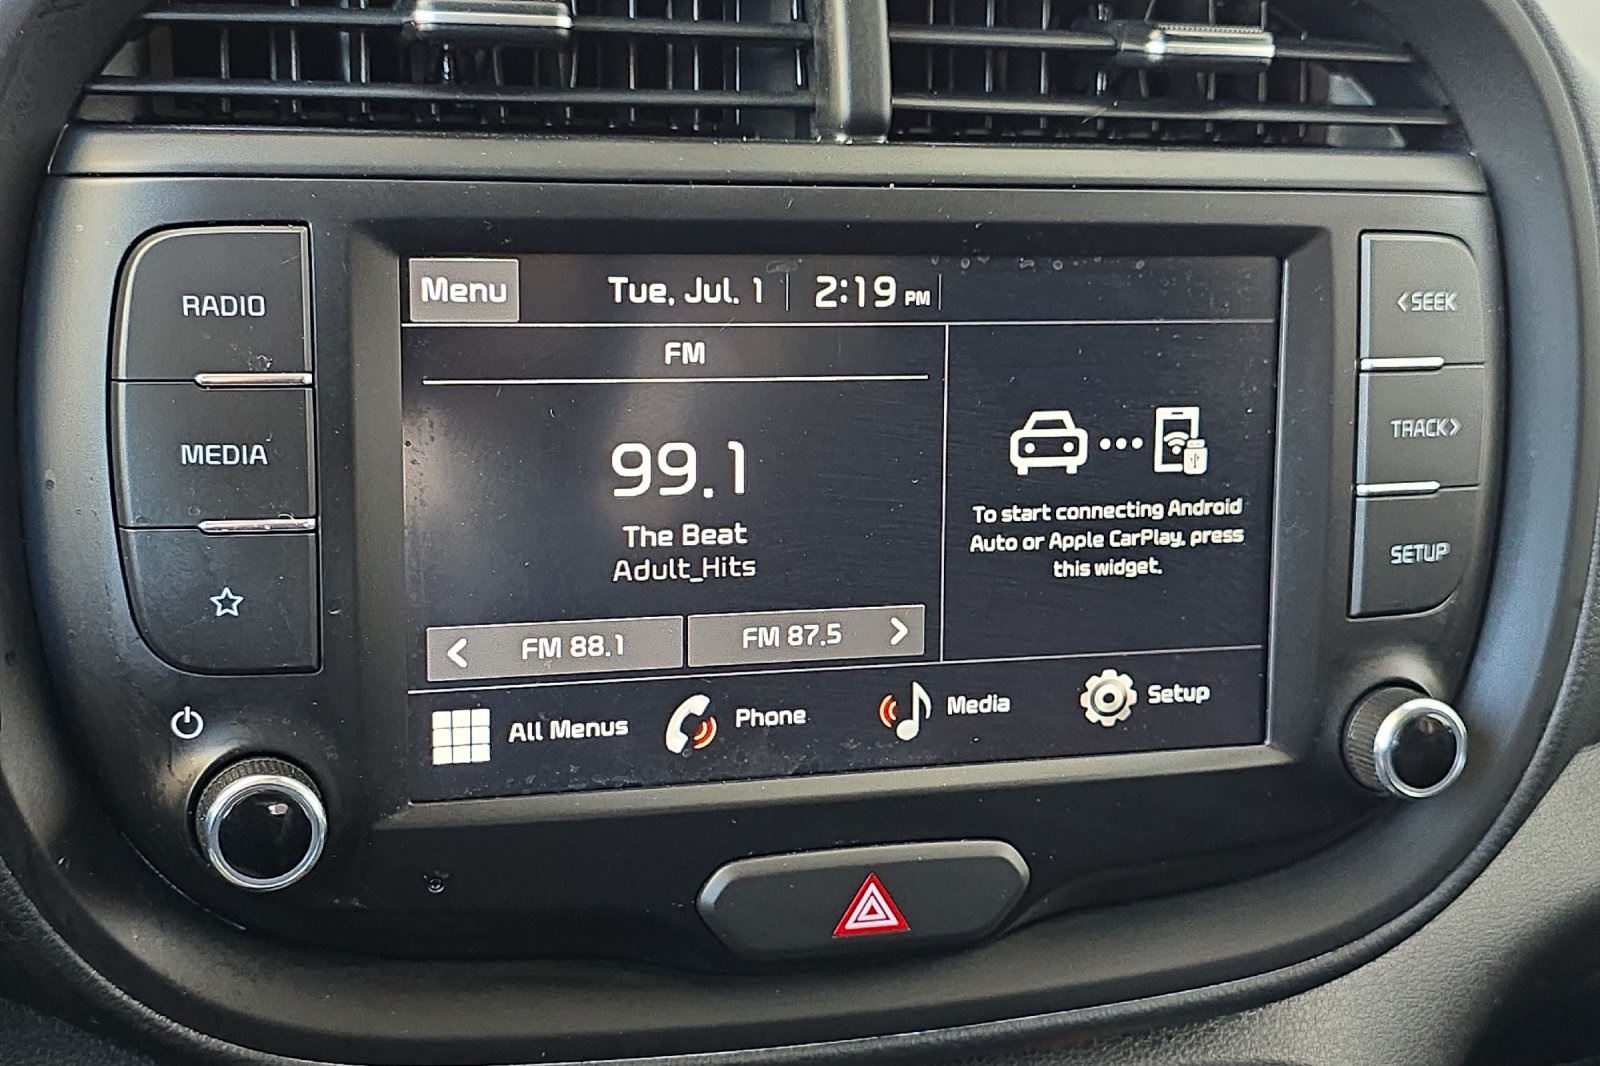 RADIO
MEDIA
Menu
Tue, Jul. 1
2:19 PM
FM
99.1
The Beat
Adult_Hits
< FM 88.1
FM 87.5 >
To start connecting Android
Auto or Apple CarPlay, press
this widget.
All Menus
Phone
Media
Setup
<SEEK
TRACK>
SETUP